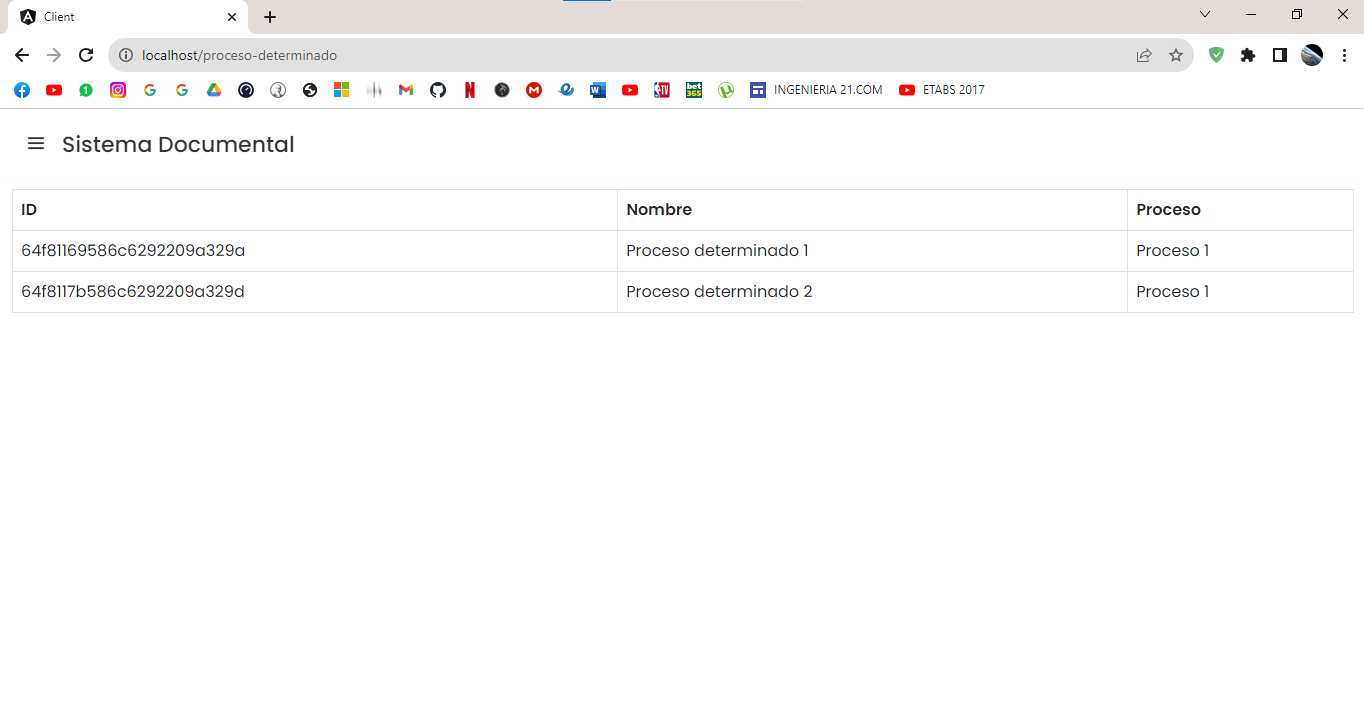 Client
localhost/proceso-determinado
INGENIERIA 21.COM ETABS 2017
Sistema Documental
ID Nombre Proceso
64f81169586c6292209a329a Proceso determinado 1 Proceso 1
64f8117b586c6292209a329d Proceso determinado 2 Proceso 1